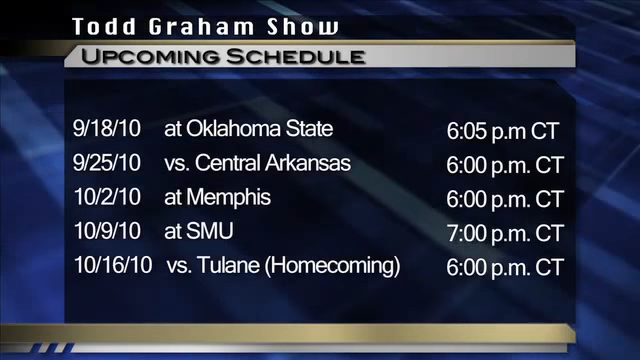 Todd Graham Show
UPCOMING SCHEDULE
9/18/10 at Oklahoma State 6:05 p.m CT
9/25/10 vs. Central Arkansas 6:00 p.m. CT
10/2/10 at Memphis 6:00 p.m. CT
10/9/10 at SMU 7:00 p.m. CT
10/16/10 vs. Tulane (Homecoming) 6:00 p.m. CT